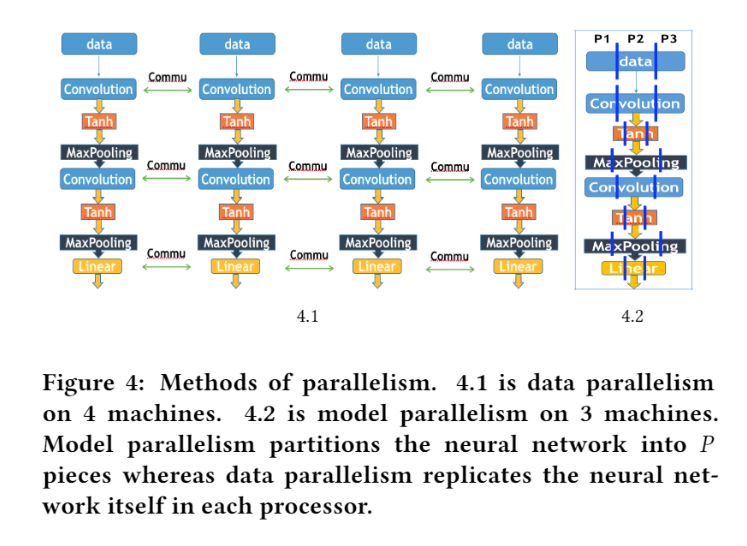 data data data data
Convolution Commu Convolution Commu Convolution Commu Convolution
Tanh Tanh Tanh Tanh
MaxPooling MaxPooling MaxPooling MaxPooling
Convolution Commu Convolution Commu Convolution Commu Convolution
Tanh Tanh Tanh Tanh
MaxPooling MaxPooling MaxPooling MaxPooling
Linear Commu Linear Commu Linear Commu Linear
4.1
P1 P2 P3
data
Convolution
Tanh
MaxPooling
Convolution
Tanh
MaxPooling
Linear
4.2
Figure 4: Methods of parallelism. 4.1 is data parallelism
on 4 machines. 4.2 is model parallelism on 3 machines.
Model parallelism partitions the neural network into P
pieces whereas data parallelism replicates the neural net-
work itself in each processor.